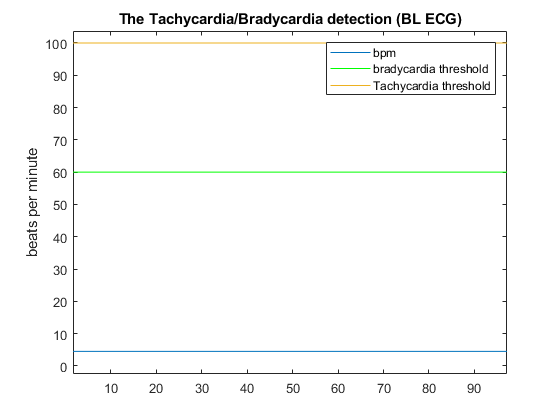 The Tachycardia/Bradycardia detection (BL ECG)
bpm
bradycardia threshold
Tachycardia threshold
beats per minute
100
90
80
70
60
50
40
30
20
10
0
10 20 30 40 50 60 70 80 90